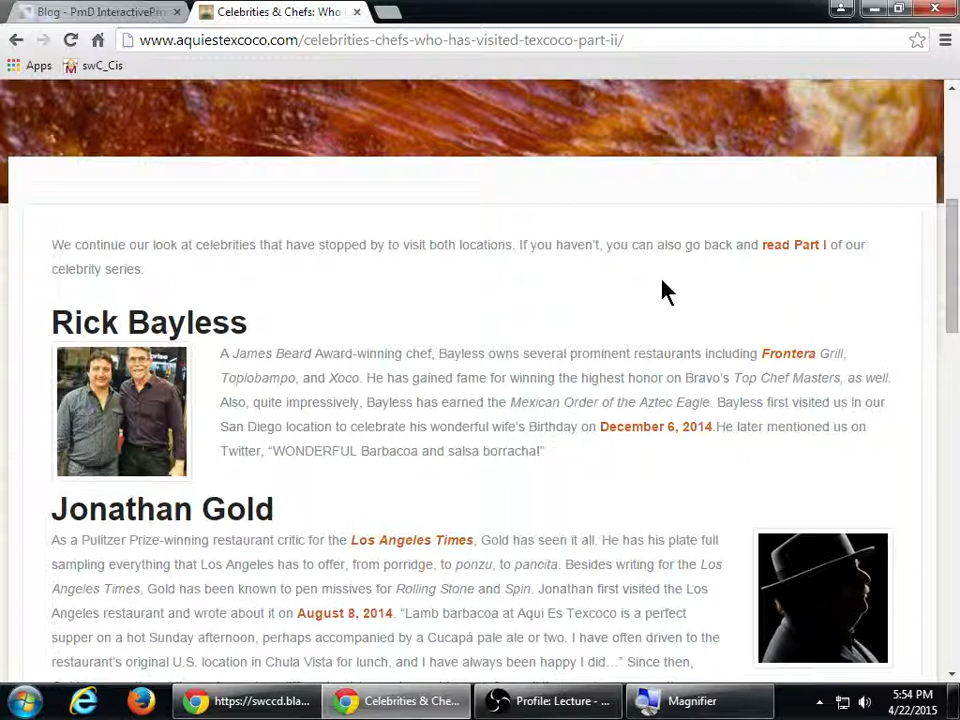 Blog - PmD InteractivePr
Celebrities & Chefs: Who
www.aquiestexcoco.com/celebrities-chefs-who-has-visited-texcoco-part-ii/
Apps swC_Cis
We continue our look at celebrities that have stopped by to visit both locations. If you haven't, you can also go back and read Part I of our
celebrity series.
Rick Bayless
A James Beard Award-winning chef, Bayless owns several prominent restaurants including Frontera Grill,
Toplobampo, and Xoco. He has gained fame for winning the highest honor on Bravo's Top Chef Masters, as well.
Also, quite impressively, Bayless has earned the Mexican Order of the Aztec Eagle. Bayless first visited us in our
San Diego location to celebrate his wonderful wife's Birthday on December 6, 2014.He later mentioned us on
Twitter, “WONDERFUL Barbacoa and salsa borracha!”
Jonathan Gold
As a Pulitzer Prize-winning restaurant critic for the Los Angeles Times, Gold has seen it all. He has his plate full
sampling everything that Los Angeles has to offer, from porridge, to ponzu, to pancita. Besides writing for the Los
Angeles Times, Gold has been known to pen missives for Rolling Stone and Spin. Jonathan first visited the Los
Angeles restaurant and wrote about it on August 8, 2014. “Lamb barbacoa at Aqui Es Texcoco is a perfect
supper on a hot Sunday afternoon, perhaps accompanied by a Cucapá pale ale or two. I have often driven to the
restaurant's original U.S. location in Chula Vista for lunch, and I have always been happy I did…” Since then,
https://swccd.bla...
Celebrities & Che...
Profile: Lecture - ...
Magnifier
5:54 PM
4/22/2015